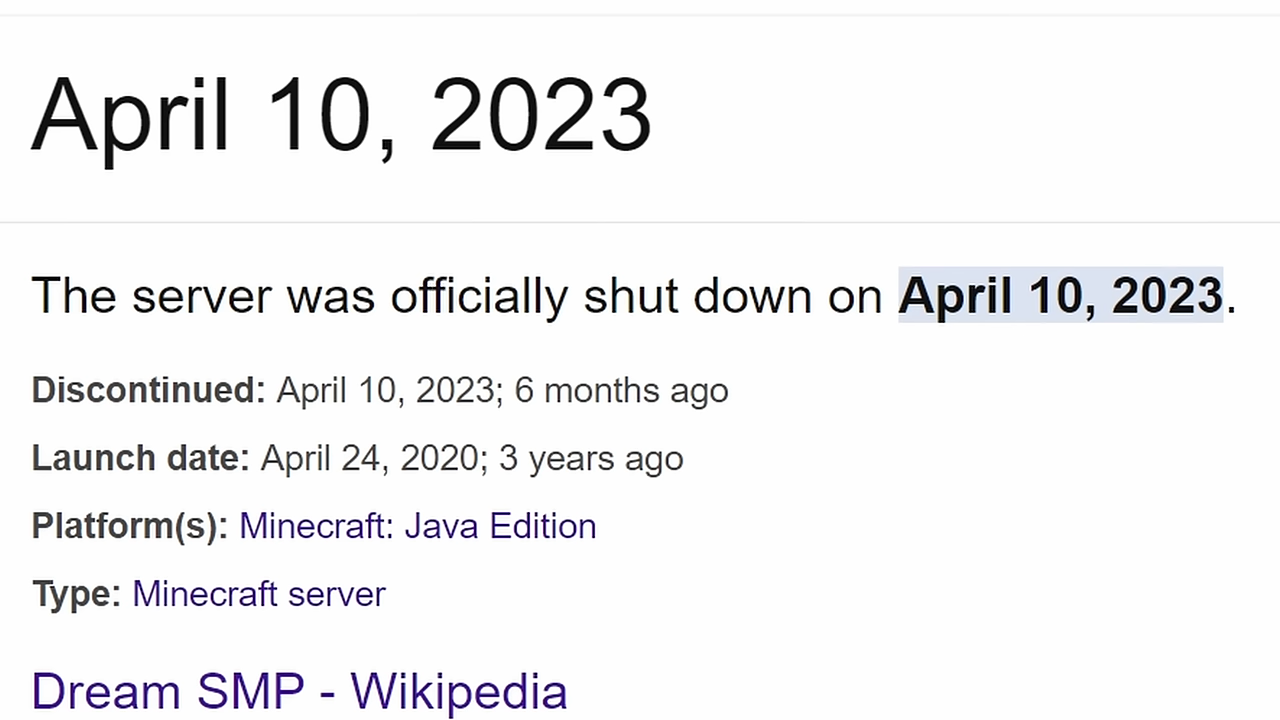 April 10, 2023
The server was officially shut down on April 10, 2023.
Discontinued: April 10, 2023; 6 months ago
Launch date: April 24, 2020; 3 years ago
Platform(s): Minecraft: Java Edition
Type: Minecraft server
Dream SMP - Wikipedia